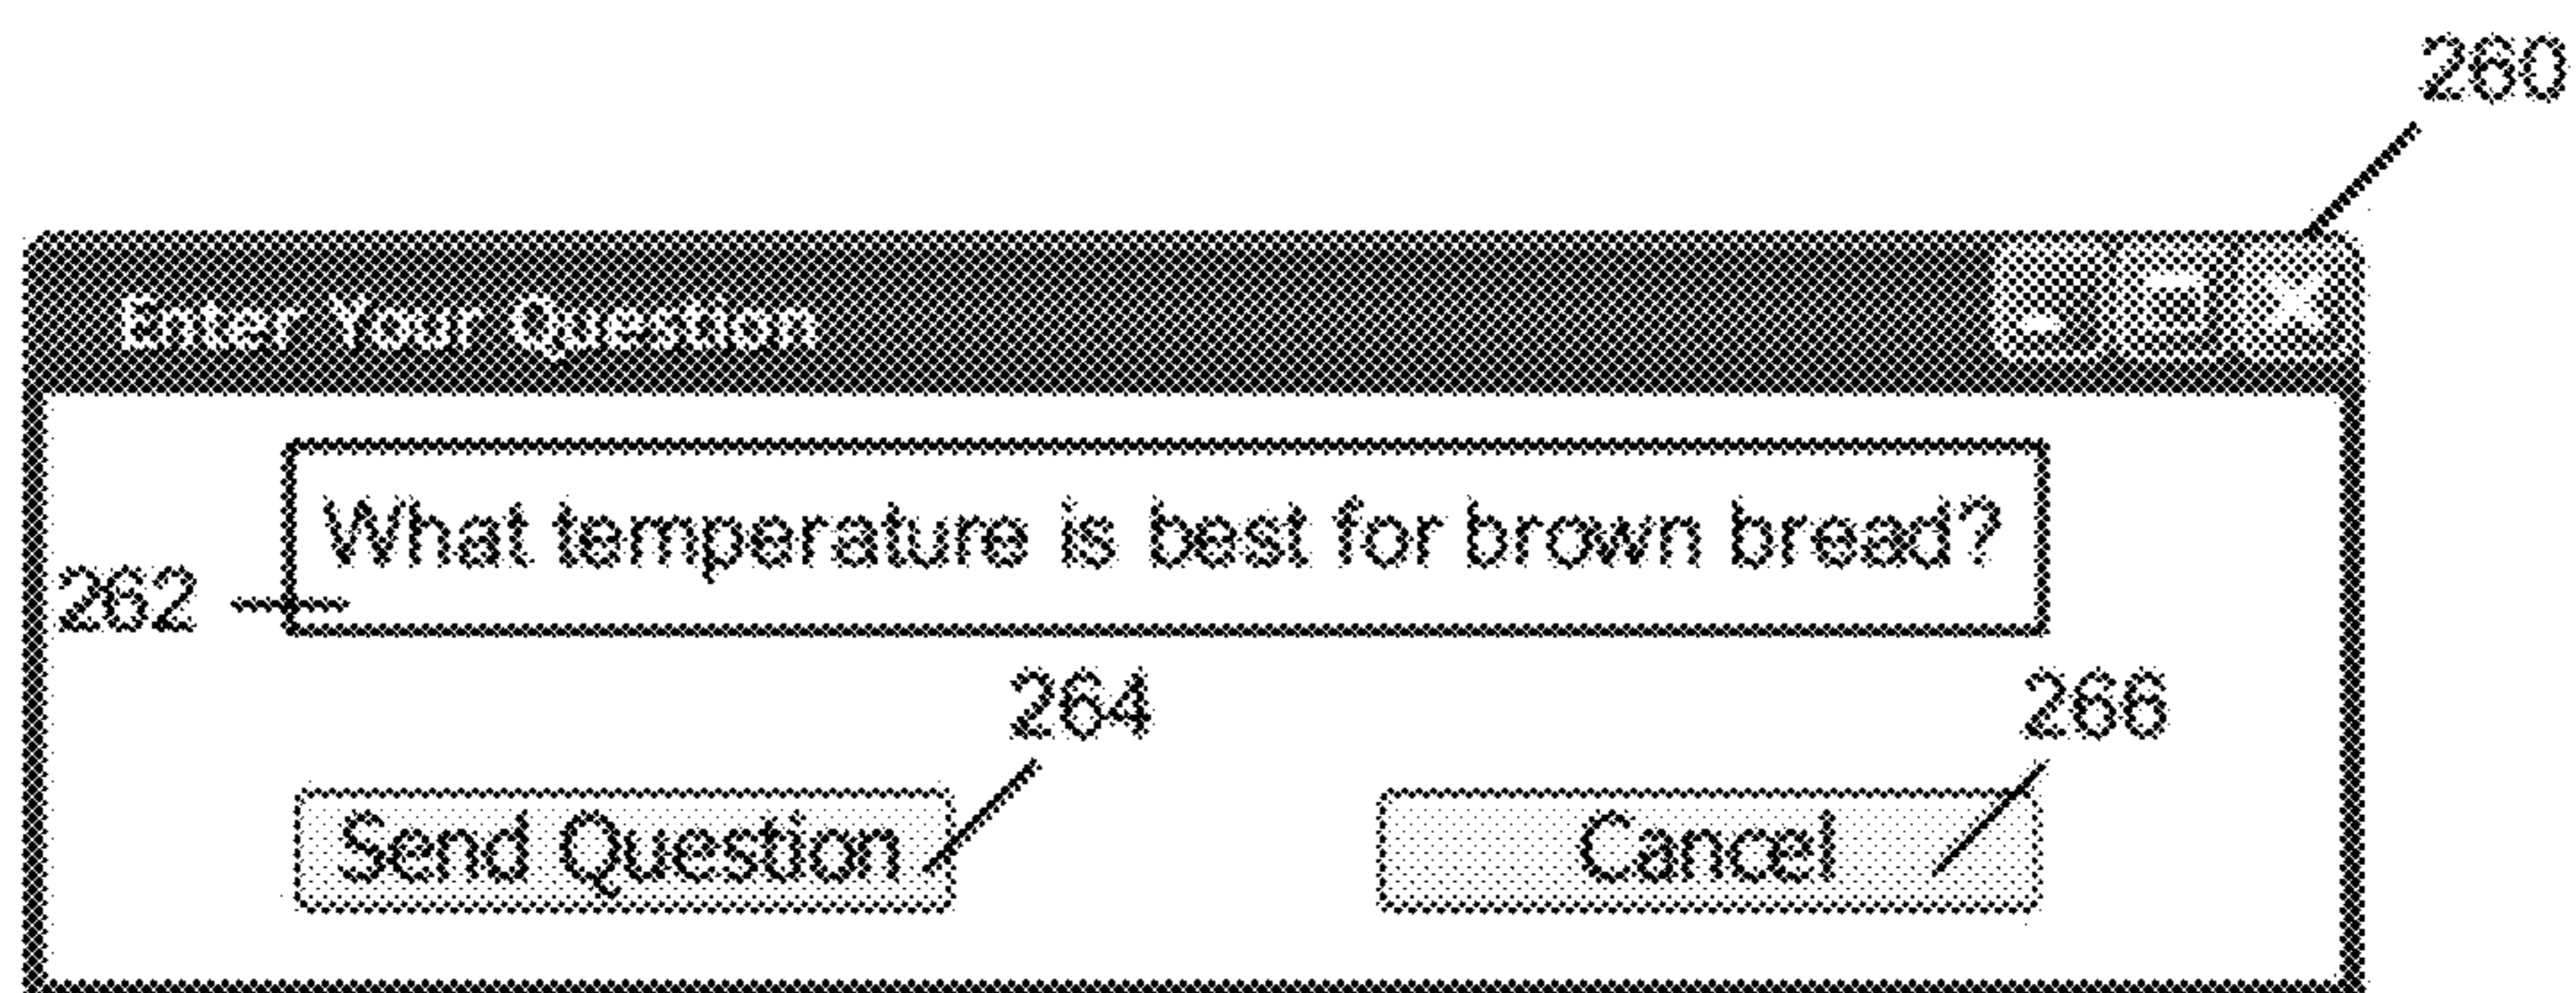 260
Enter Your Question
What temperature is best for brown bread?
262
264
266
Send Question
Cancel